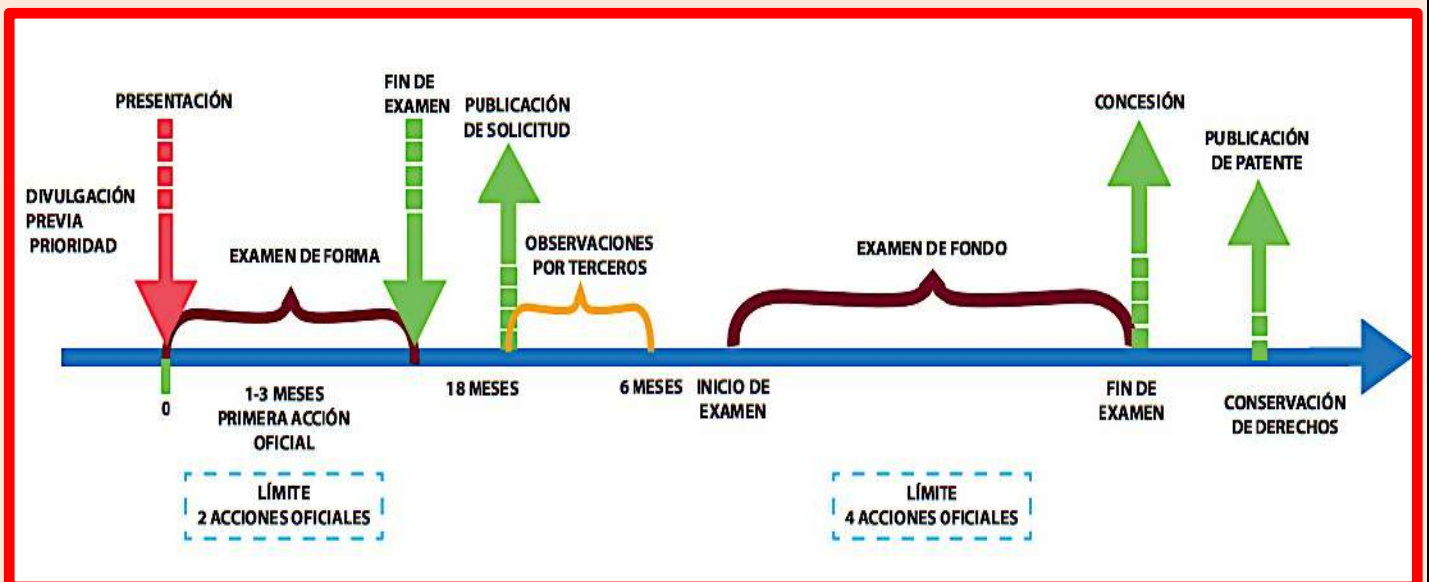 PRESENTACIÓN
FIN DE
EXAMEN
PUBLICACIÓN
DE SOLICITUD
CONCESIÓN
PUBLICACIÓN
DE PATENTE
DIVULGACIÓN
PREVIA
PRIORIDAD
EXAMEN DE FORMA
OBSERVACIONES
POR TERCEROS
EXAMEN DE FONDO
0
1-3 MESES
PRIMERA ACCIÓN
OFICIAL
18 MESES
6 MESES
INICIO DE
EXAMEN
FIN DE
EXAMEN
CONSERVACIÓN
DE DERECHOS
LÍMITE
2 ACCIONES OFICIALES
LÍMITE
4 ACCIONES OFICIALES